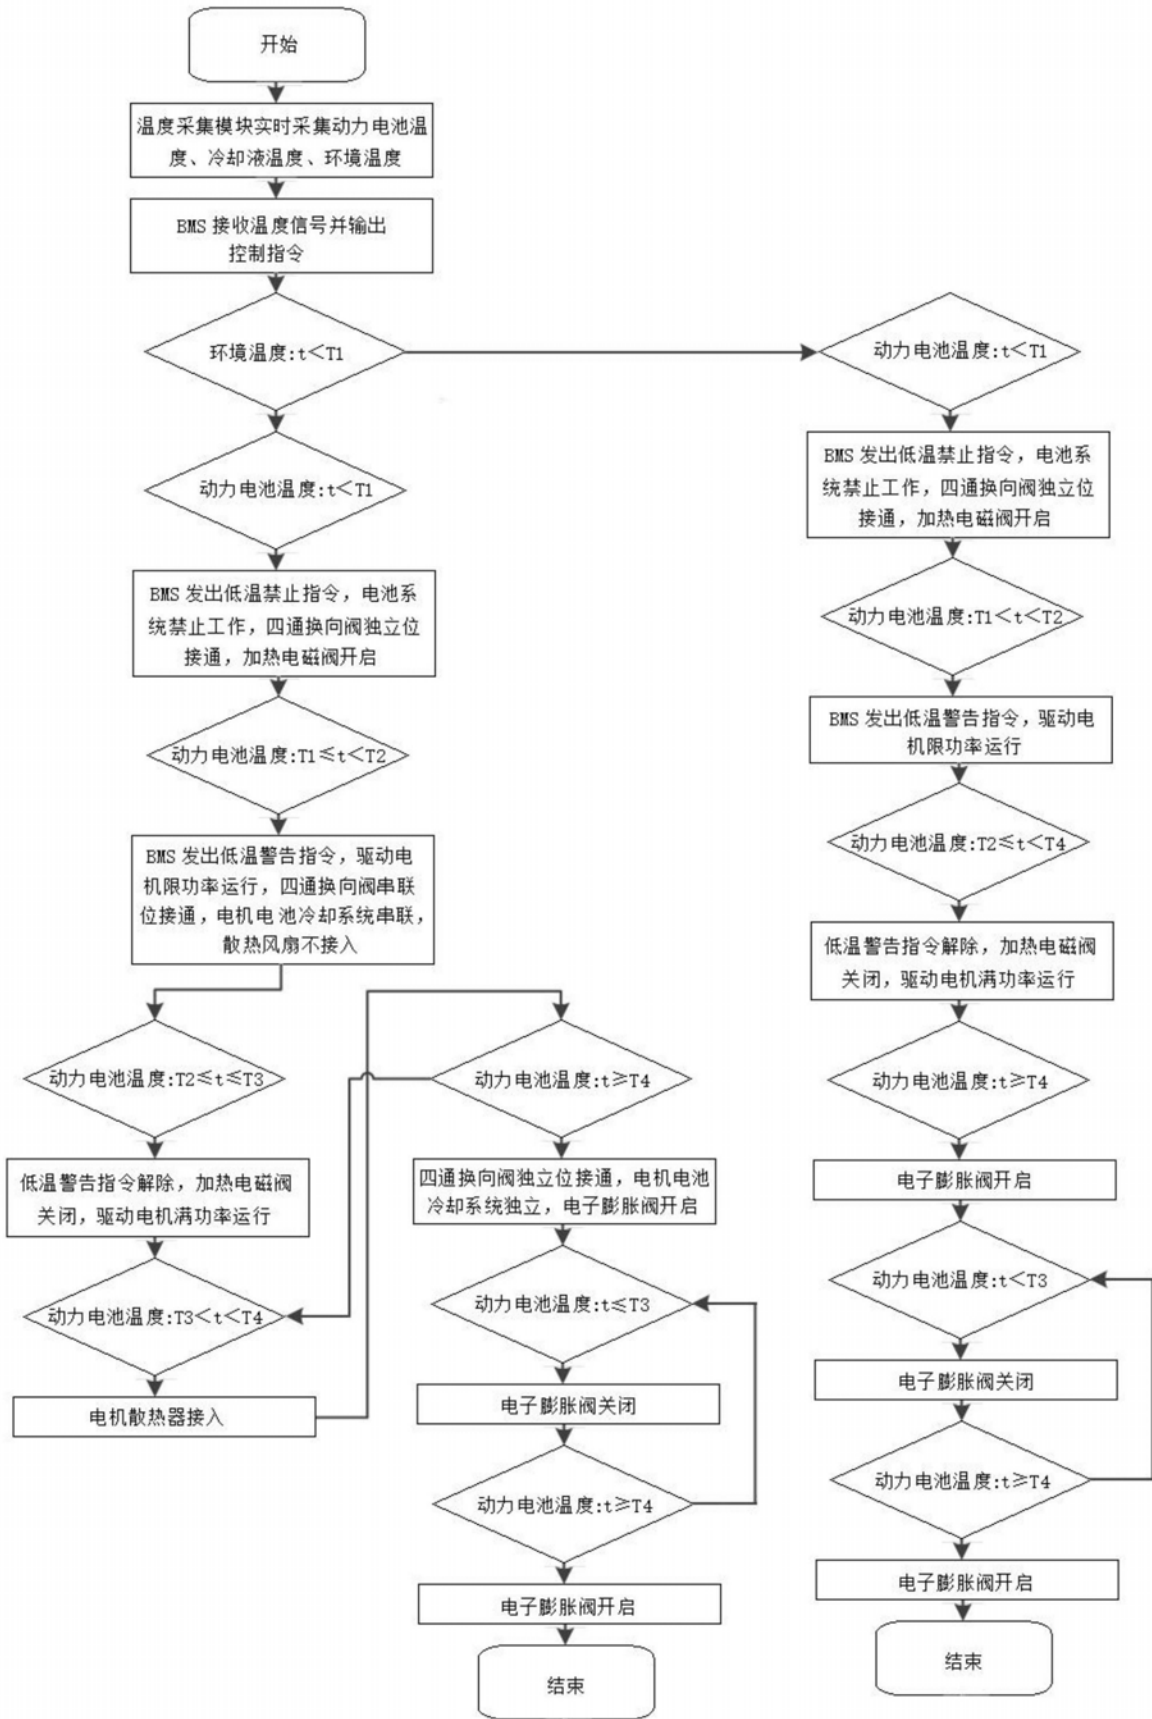 开始
温度采集模块实时采集动力电池温
度、冷却液温度、环境温度
BMS 接收温度信号并输出
控制指令
环境温度:t<T1
动力电池温度:t<T1
BMS 发出低温禁止指令，电池系
统禁止工作，四通换向阀独立位
接通，加热电磁阀开启
动力电池温度:T1≤t<T2
BMS 发出低温警告指令，驱动电
机限功率运行，四通换向阀串联
位接通，电机电池冷却系统串联，
散热风扇不接入
动力电池温度:T2≤t≤T3
低温警告指令解除，加热电磁阀
关闭，驱动电机满功率运行
动力电池温度:T3<t<T4
电机散热器接入
动力电池温度:t≥T4
四通换向阀独立位接通，电机电池
冷却系统独立，电子膨胀阀开启
动力电池温度:t≤T3
电子膨胀阀关闭
动力电池温度:t≥T4
电子膨胀阀开启
结束
动力电池温度:t<T1
BMS 发出低温禁止指令，电池系
统禁止工作，四通换向阀独立位
接通，加热电磁阀开启
动力电池温度:T1<t<T2
BMS 发出低温警告指令，驱动电
机限功率运行
动力电池温度:T2≤t<T4
低温警告指令解除，加热电磁阀
关闭，驱动电机满功率运行
动力电池温度:t≥T4
电子膨胀阀开启
动力电池温度:t<T3
电子膨胀阀关闭
动力电池温度:t≥T4
电子膨胀阀开启
结束